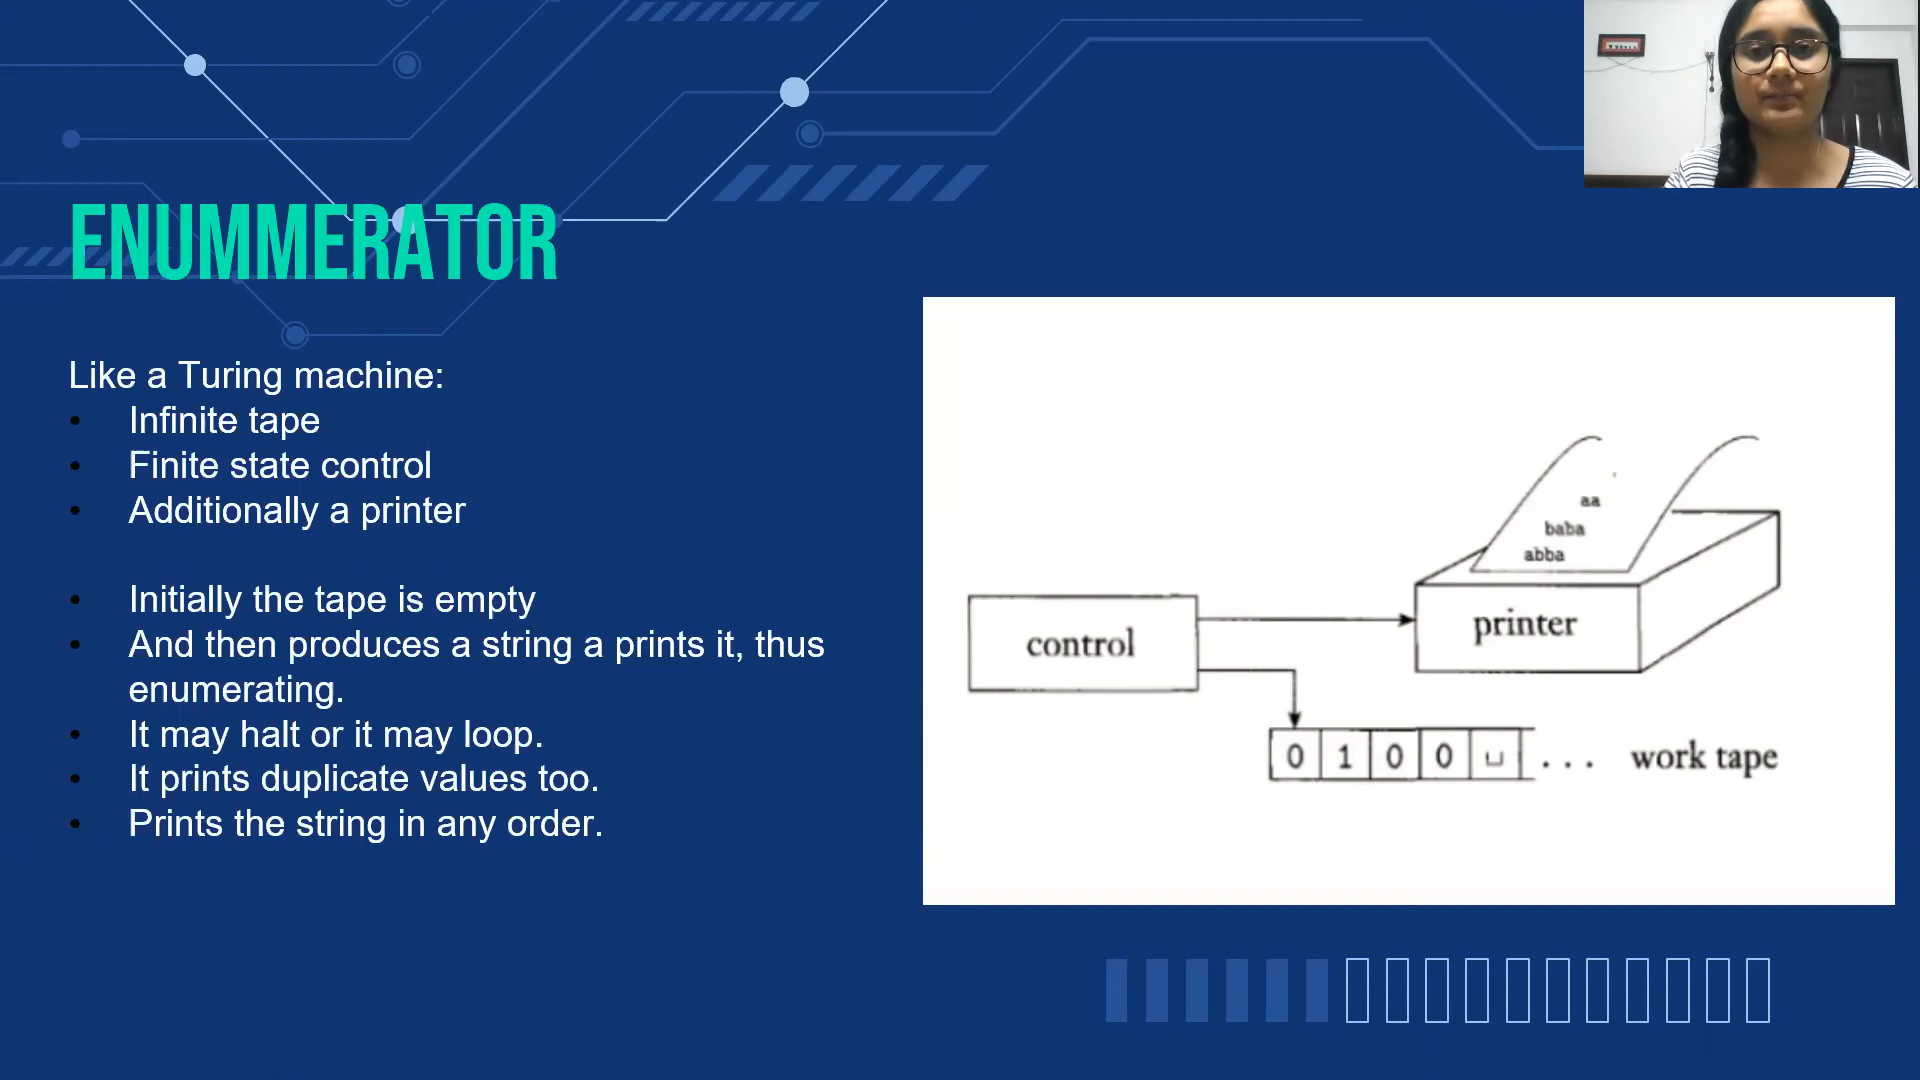 ENUMMERATOR
Like a Turing machine:
• Infinite tape
• Finite state control
• Additionally a printer
• Initially the tape is empty
• And then produces a string a prints it, thus
enumerating.
• It may halt or it may loop.
• It prints duplicate values too.
• Prints the string in any order.
aa
baba
abba
control
printer
0 1 0 0 ␣ . . . work tape